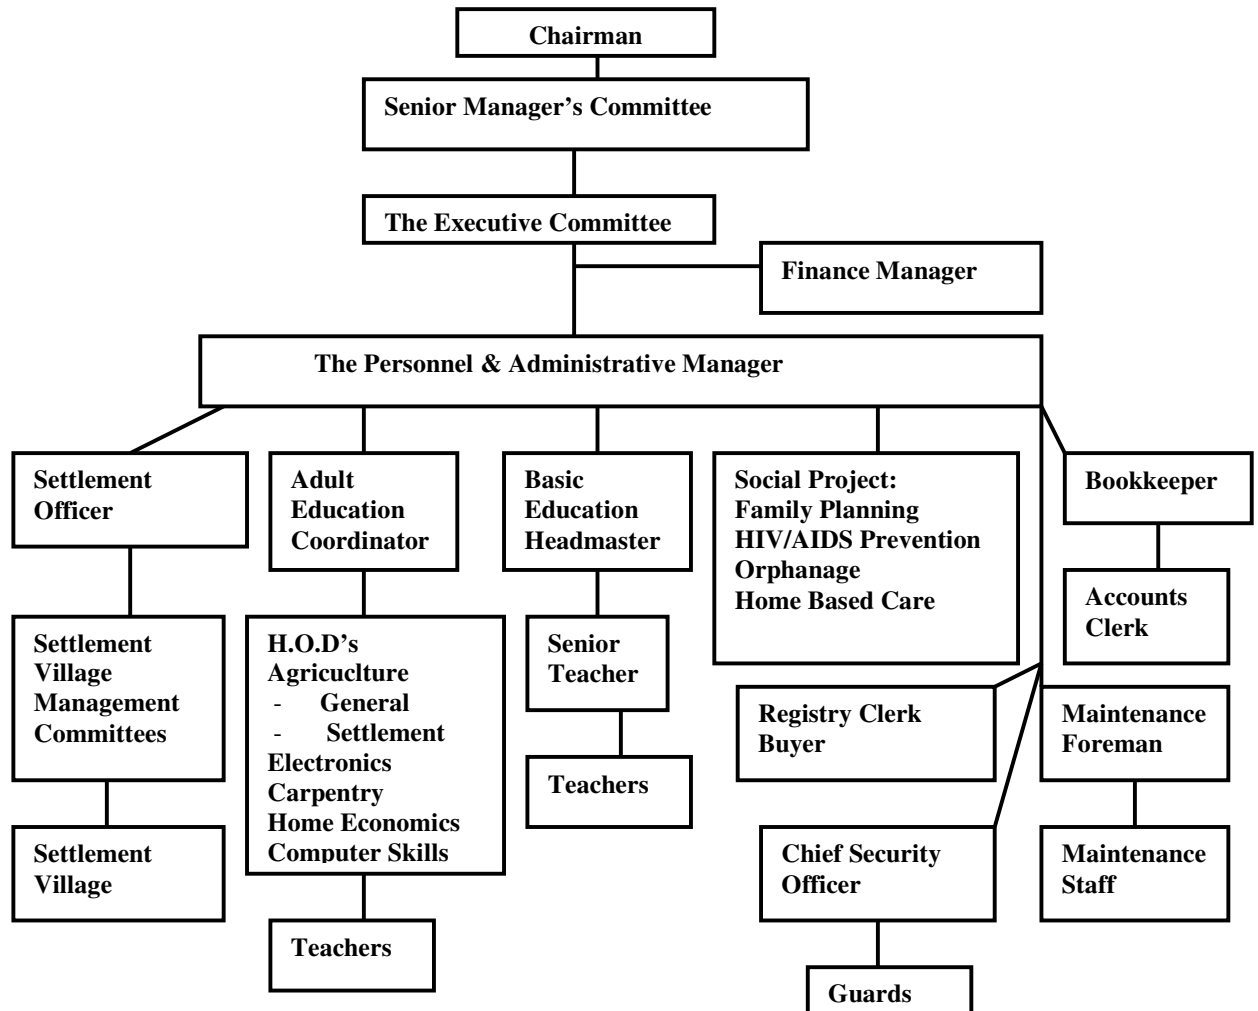 Chairman
Senior Manager’s Committee
The Executive Committee
Finance Manager
The Personnel & Administrative Manager
Settlement
Officer
Adult
Education
Coordinator
Basic
Education
Headmaster
Social Project:
Family Planning
HIV/AIDS Prevention
Orphanage
Home Based Care
Bookkeeper
Accounts
Clerk
Settlement
Village
Management
Committees
H.O.D’s
Agricuclture
- General
- Settlement
Electronics
Carpentry
Home Economics
Computer Skills
Senior
Teacher
Registry Clerk
Buyer
Maintenance
Foreman
Teachers
Settlement
Village
Chief Security
Officer
Maintenance
Staff
Teachers
Guards